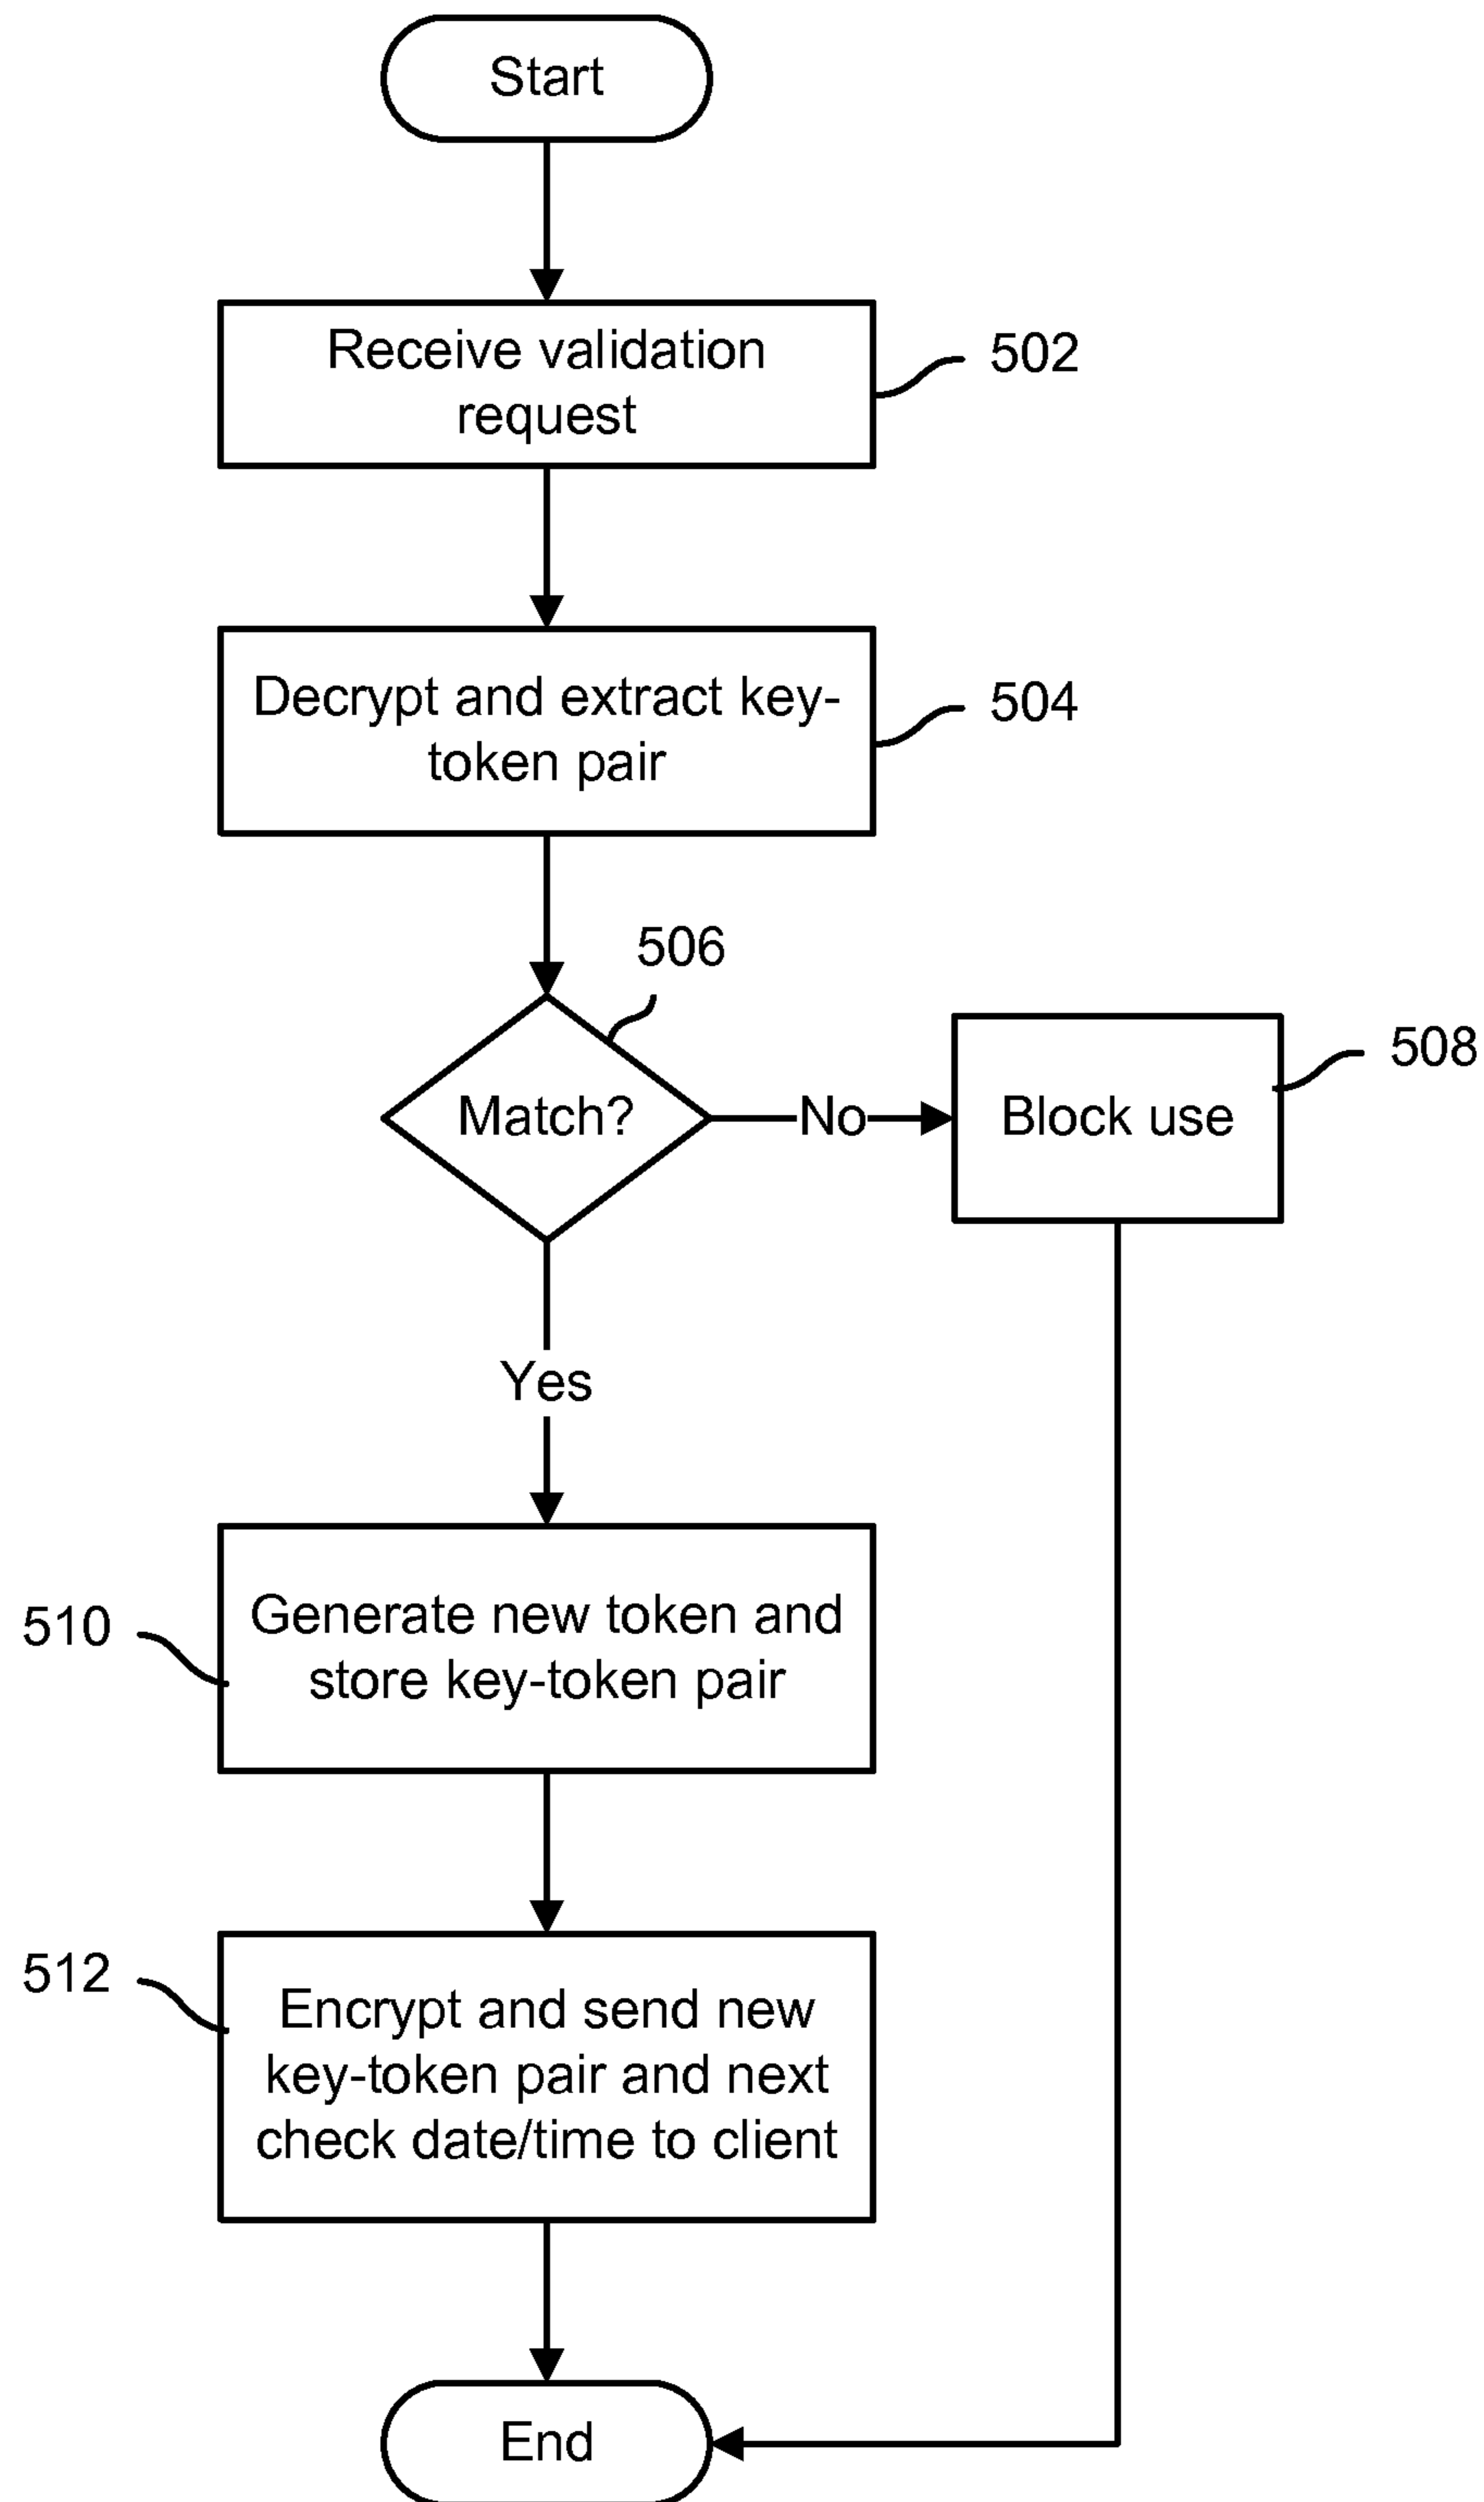 Start
Receive validation
request
502
Decrypt and extract key-
token pair
504
506
Match?
No
Block use
508
Yes
510
Generate new token and
store key-token pair
512
Encrypt and send new
key-token pair and next
check date/time to client
End